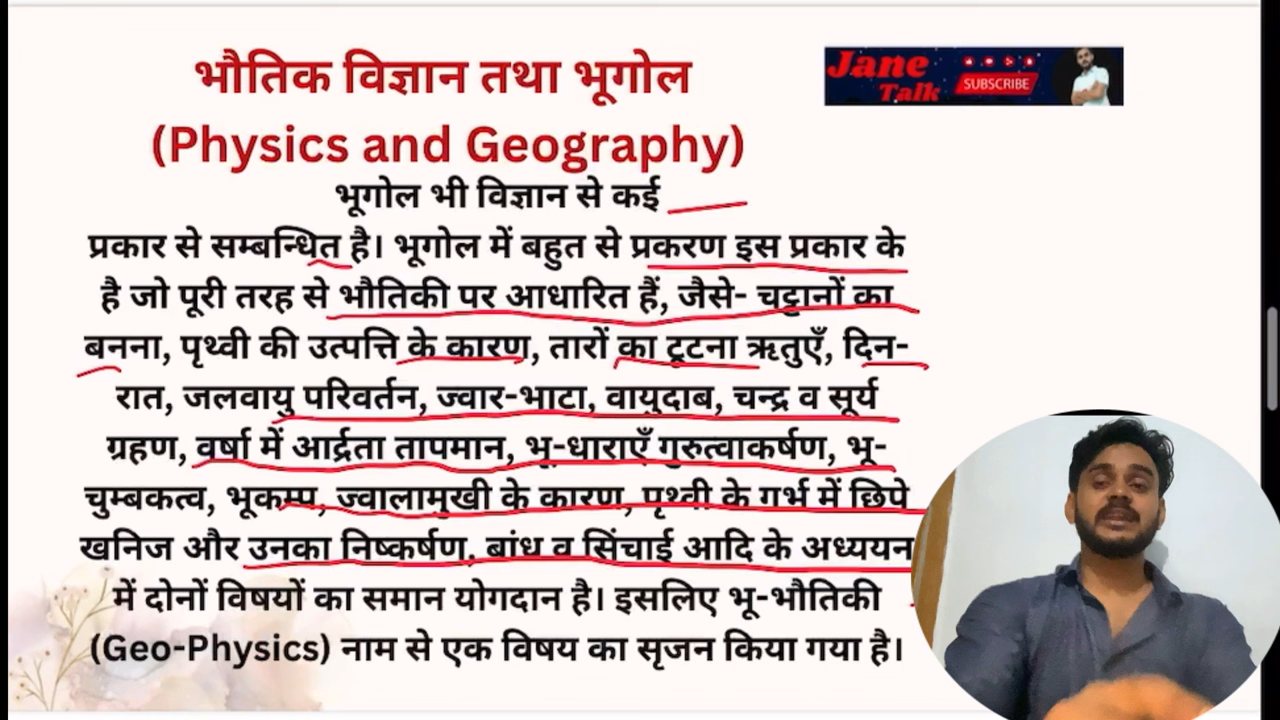 भौतिक विज्ञान तथा भूगोल
(Physics and Geography)
Jane
Talk
SUBSCRIBE
भूगोल भी विज्ञान से कई
प्रकार से सम्बन्धित है। भूगोल में बहुत से प्रकरण इस प्रकार के
है जो पूरी तरह से भौतिकी पर आधारित हैं, जैसे- चट्टानों का
बनना, पृथ्वी की उत्पत्ति के कारण, तारों का टूटना ऋतुएँ, दिन-
रात, जलवायु परिवर्तन, ज्वार-भाटा, वायुदाब, चन्द्र व सूर्य
ग्रहण, वर्षा में आर्द्रता तापमान, भू-धाराएँ गुरुत्वाकर्षण, भू-
चुम्बकत्व, भूकम्प, ज्वालामुखी के कारण, पृथ्वी के गर्भ में छिपे
खनिज और उनका निष्कर्षण, बांध व सिंचाई आदि के अध्ययन
में दोनों विषयों का समान योगदान है। इसलिए भू-भौतिकी
(Geo-Physics) नाम से एक विषय का सृजन किया गया है।